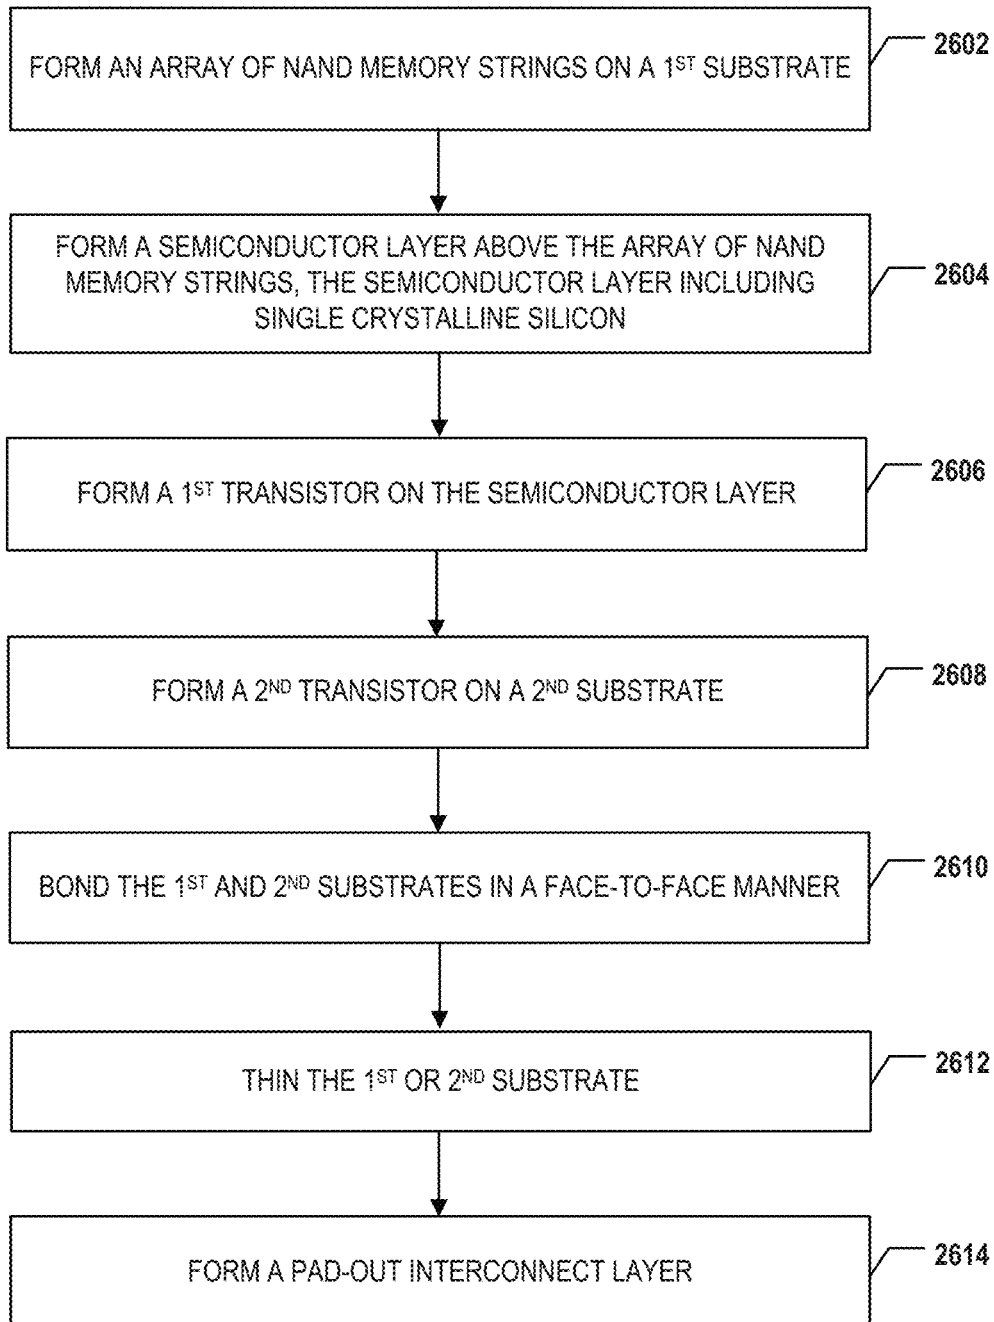 2602
FORM AN ARRAY OF NAND MEMORY STRINGS ON A 1ST SUBSTRATE
FORM A SEMICONDUCTOR LAYER ABOVE THE ARRAY OF NAND
MEMORY STRINGS, THE SEMICONDUCTOR LAYER INCLUDING
SINGLE CRYSTALLINE SILICON
2604
FORM A 1ST TRANSISTOR ON THE SEMICONDUCTOR LAYER
2606
FORM A 2ND TRANSISTOR ON A 2ND SUBSTRATE
2608
BOND THE 1ST AND 2ND SUBSTRATES IN A FACE-TO-FACE MANNER
2610
THIN THE 1ST OR 2ND SUBSTRATE
2612
FORM A PAD-OUT INTERCONNECT LAYER
2614